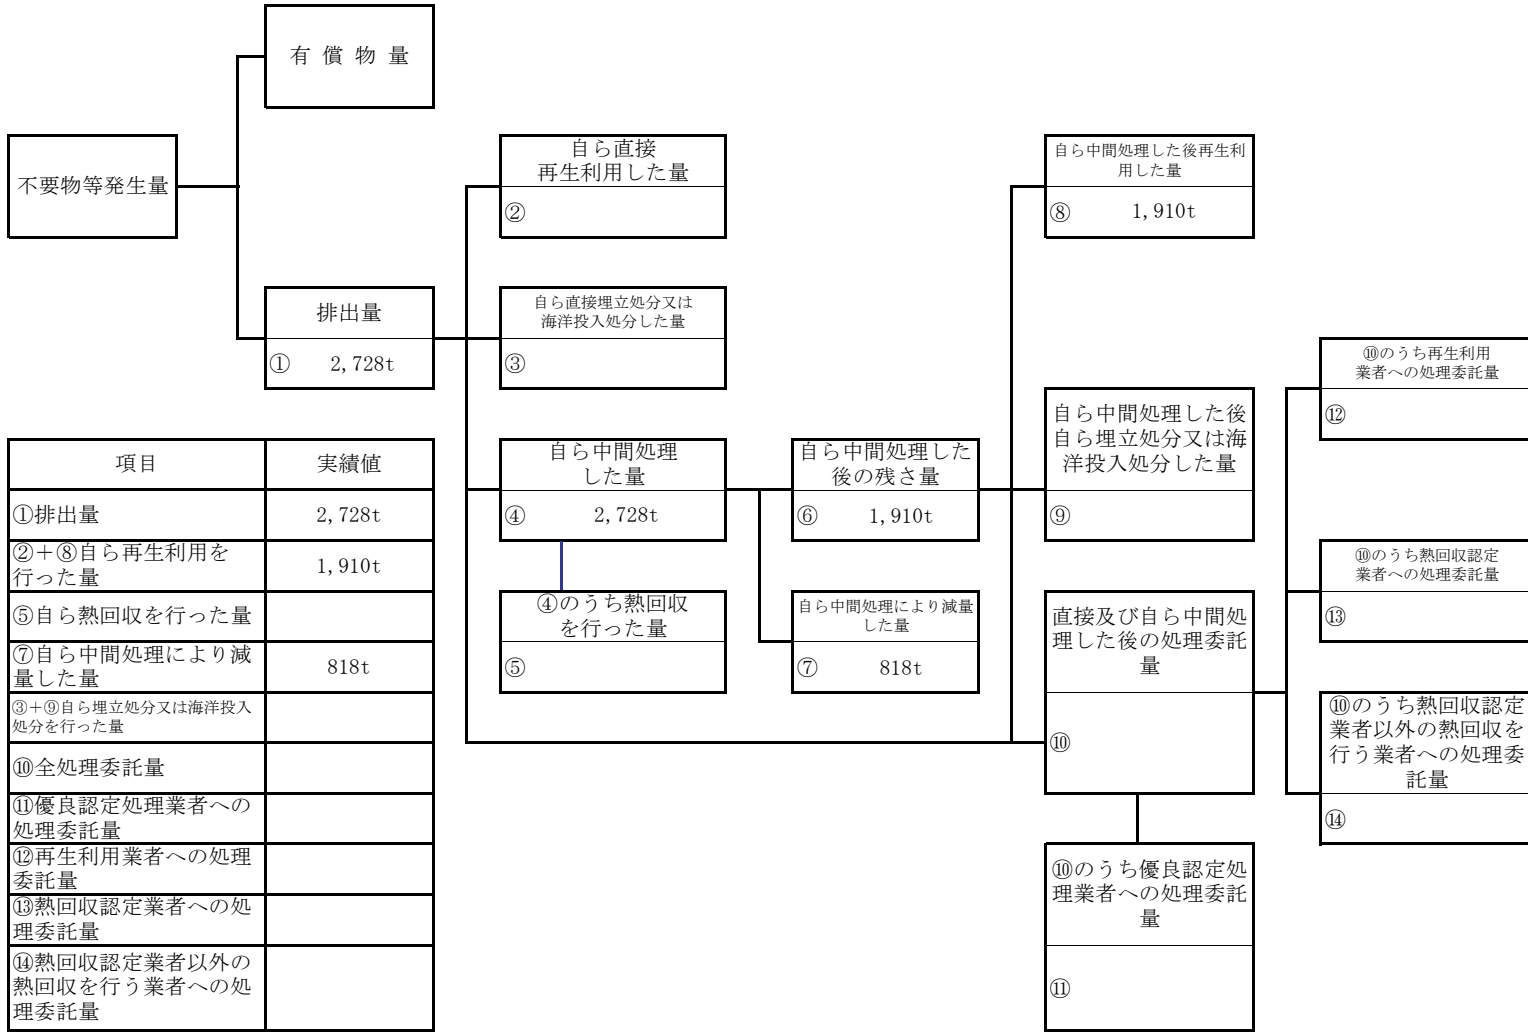 有償物量
不要物等発生量
排出量
① 2,728t
自ら直接
再生利用した量
②
自ら直接埋立処分又は
海洋投入処分した量
③
自ら中間処理
した量
④ 2,728t
④のうち熱回収
を行った量
⑤
自ら中間処理した
後の残さ量
⑥ 1,910t
自ら中間処理により減量
した量
⑦ 818t
自ら中間処理した後再生利
用した量
⑧ 1,910t
自ら中間処理した後
自ら埋立処分又は海
洋投入処分した量
⑨
直接及び自ら中間処
理した後の処理委託
量
⑩
⑩のうち優良認定処
理業者への処理委託
量
⑪
⑩のうち再生利用
業者への処理委託量
⑫
⑩のうち熱回収認定
業者への処理委託量
⑬
⑩のうち熱回収認定
業者以外の熱回収を
行う業者への処理委
託量
⑭
項目 実績値
①排出量 2,728t
②＋⑧自ら再生利用を
行った量 1,910t
⑤自ら熱回収を行った量
⑦自ら中間処理により減
量した量 818t
③＋⑨自ら埋立処分又は海洋投入
処分を行った量
⑩全処理委託量
⑪優良認定処理業者への
処理委託量
⑫再生利用業者への処理
委託量
⑬熱回収認定業者への処
理委託量
⑭熱回収認定業者以外の
熱回収を行う業者への処
理委託量